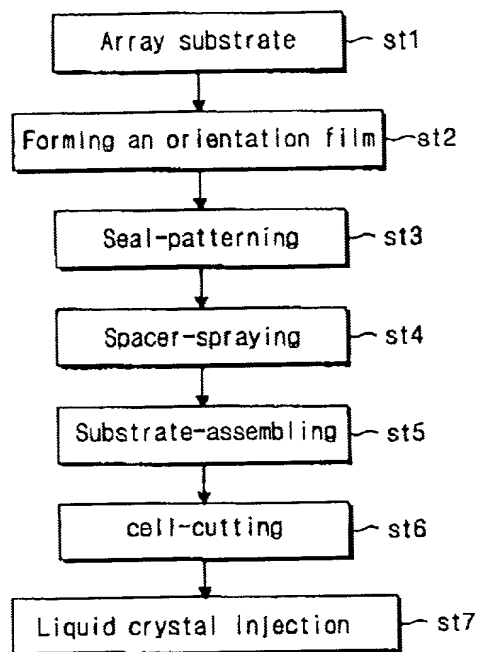 Array substrate st1
Forming an orientation film st2
Seal-patterning st3
Spacer-spraying st4
Substrate-assembling st5
cell-cutting st6
Liquid crystal injection st7